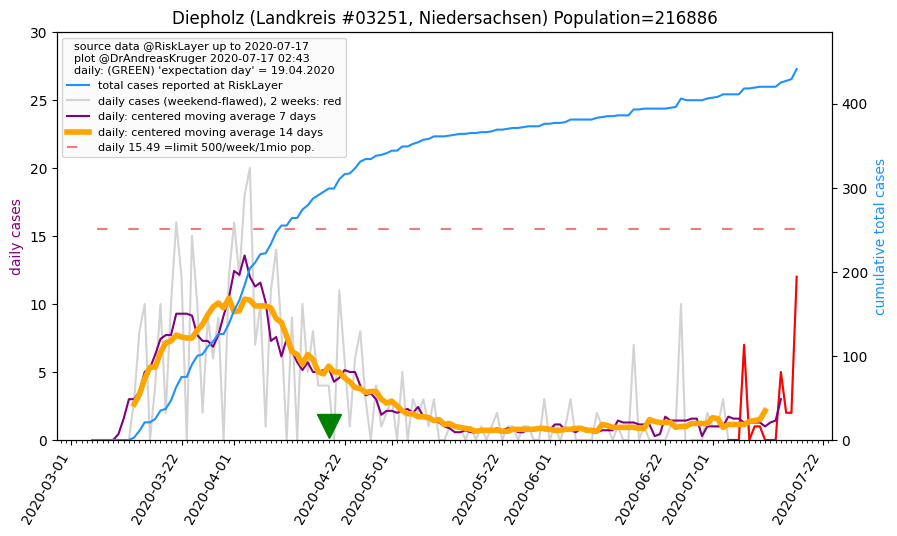 Diepholz (Landkreis #03251, Niedersachsen) Population=216886
source data @RiskLayer up to 2020-07-17
plot @DrAndreasKruger 2020-07-17 02:43
daily: (GREEN) 'expectation day' = 19.04.2020
total cases reported at RiskLayer
daily cases (weekend-flawed), 2 weeks: red
daily: centered moving average 7 days
daily: centered moving average 14 days
daily 15.49 =limit 500/week/1mio pop.
daily cases
30
25
20
15
10
5
0
cumulative total cases
400
300
200
100
0
2020-03-01
2020-03-22
2020-04-01
2020-04-22
2020-05-01
2020-05-22
2020-06-01
2020-06-22
2020-07-01
2020-07-22